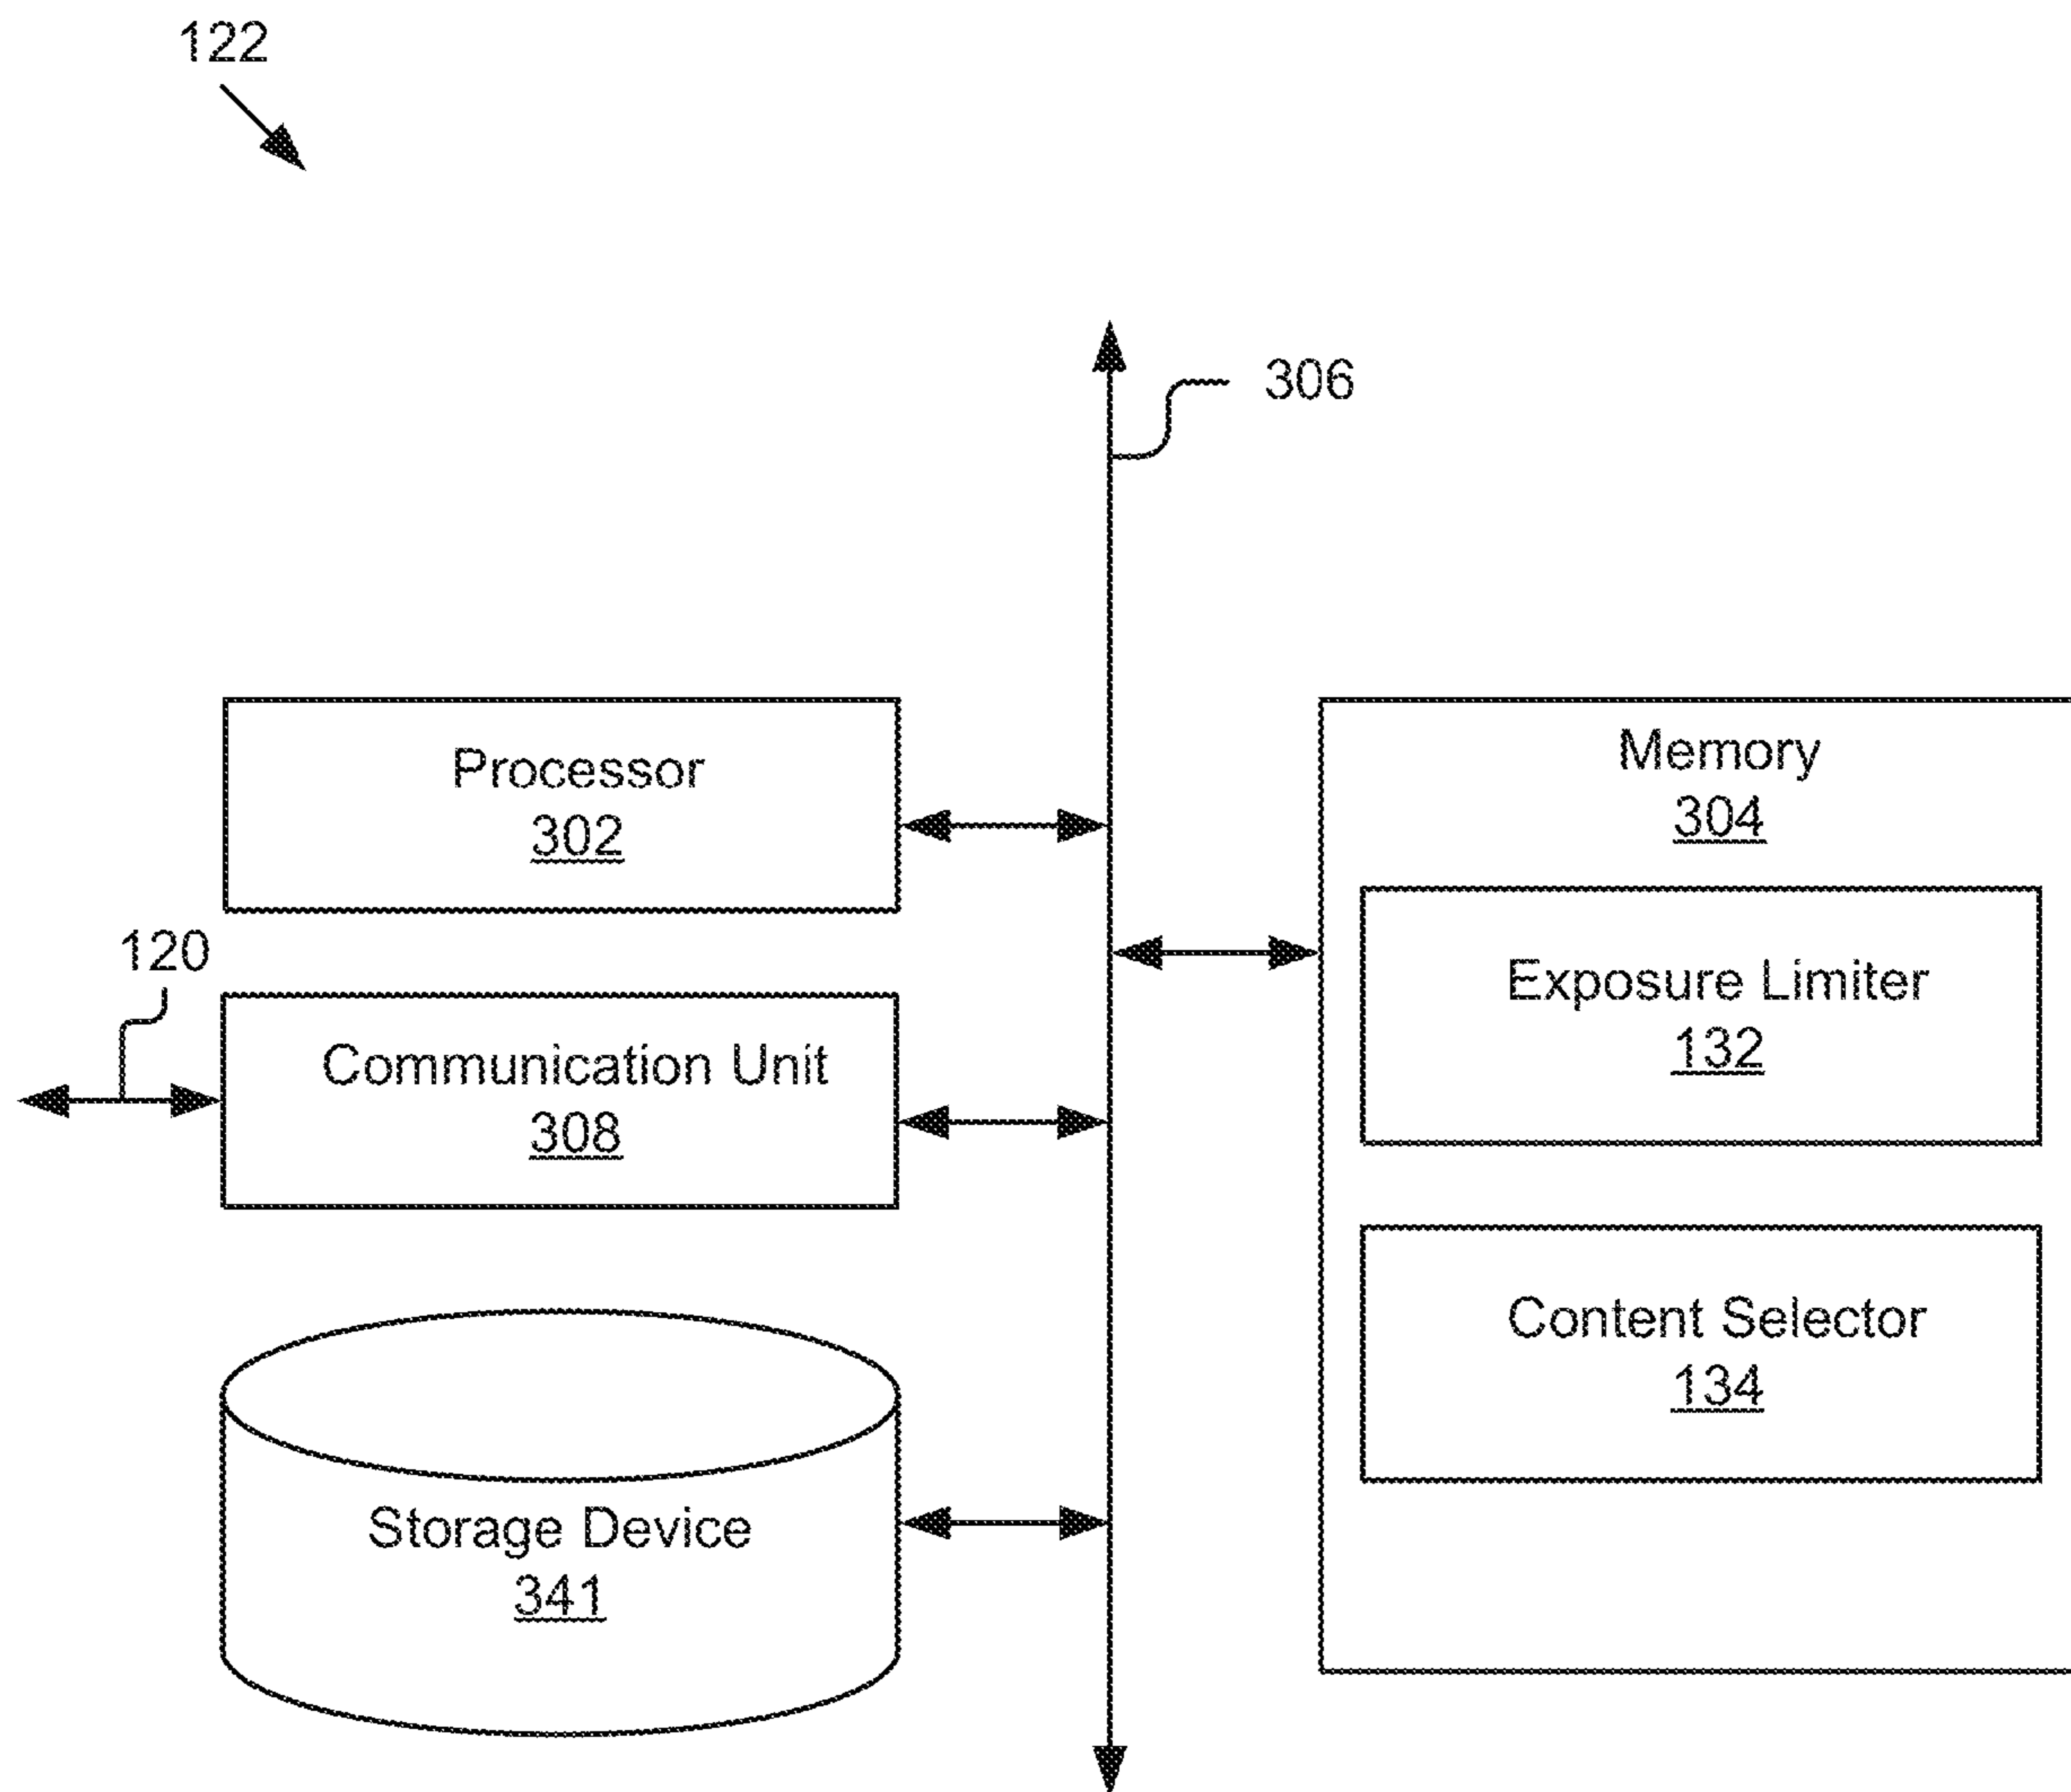 122
306
Processor
302
Memory
304
120
Exposure Limiter
132
Communication Unit
308
Content Selector
134
Storage Device
341